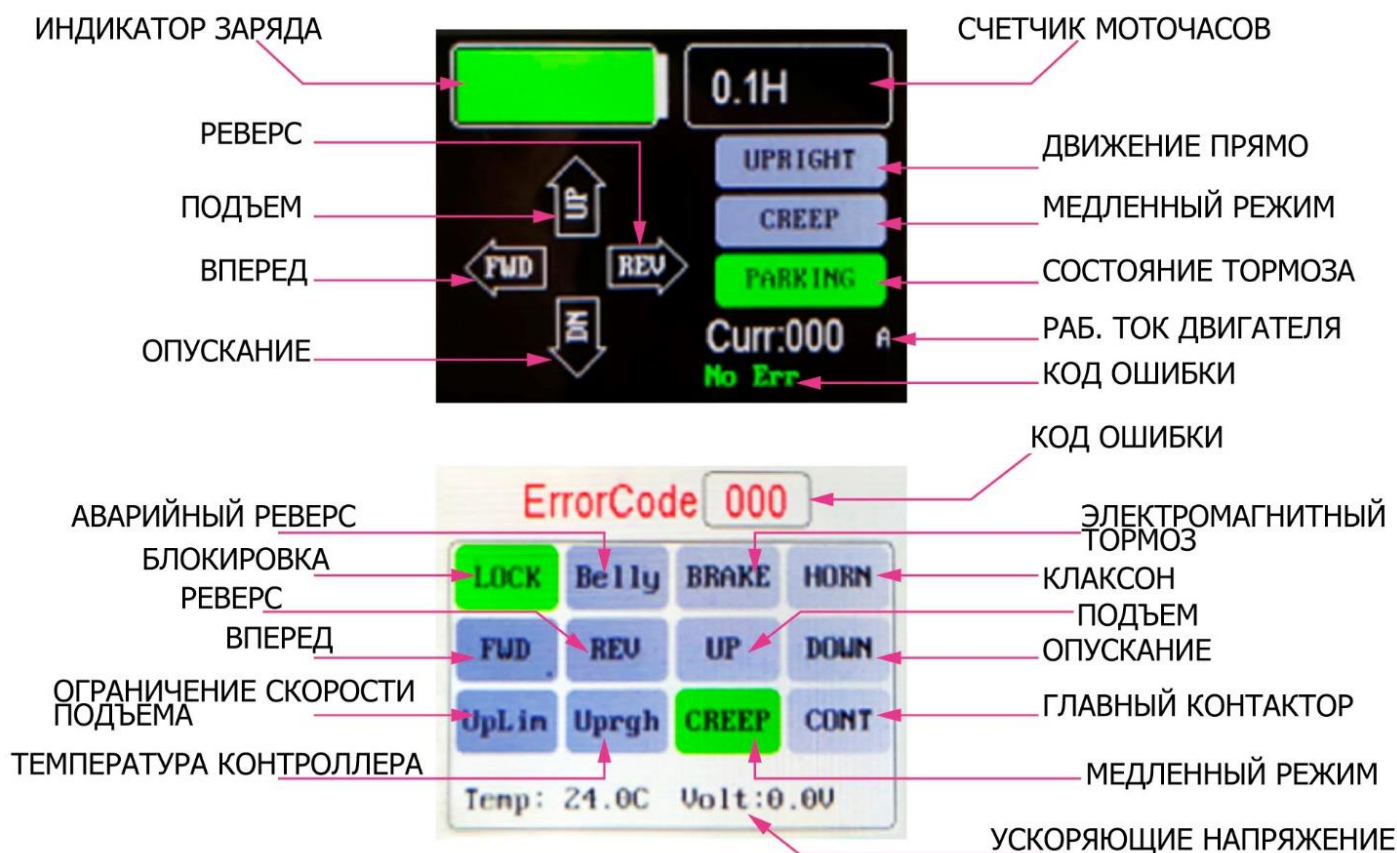 ИНДИКАТОР ЗАРЯДА
СЧЕТЧИК МОТОЧАСОВ
0.1H
РЕВЕРС
UPRIGHT
ДВИЖЕНИЕ ПРЯМО
ПОДЪЕМ
UP
CREEP
МЕДЛЕННЫЙ РЕЖИМ
ВПЕРЕД
FWD
REV
PARKING
СОСТОЯНИЕ ТОРМОЗА
ОПУСКАНИЕ
DN
Curr:000 A
РАБ. ТОК ДВИГАТЕЛЯ
No Err
КОД ОШИБКИ
КОД ОШИБКИ
ErrorCode 000
АВАРИЙНЫЙ РЕВЕРС
ЭЛЕКТРОМАГНИТНЫЙ
ТОРМОЗ
БЛОКИРОВКА
LOCK Belly BRAKE HORN
КЛАКСОН
РЕВЕРС
ПОДЪЕМ
ВПЕРЕД
FWD REV UP DOWN
ОПУСКАНИЕ
ОГРАНИЧЕНИЕ СКОРОСТИ
ПОДЪЕМА
UpLim Uprgh CREEP CONT
ГЛАВНЫЙ КОНТАКТОР
ТЕМПЕРАТУРА КОНТРОЛЛЕРА
МЕДЛЕННЫЙ РЕЖИМ
Temp: 24.0C Volt:0.0V
УСКОРЯЮЩИЕ НАПРЯЖЕНИЕ